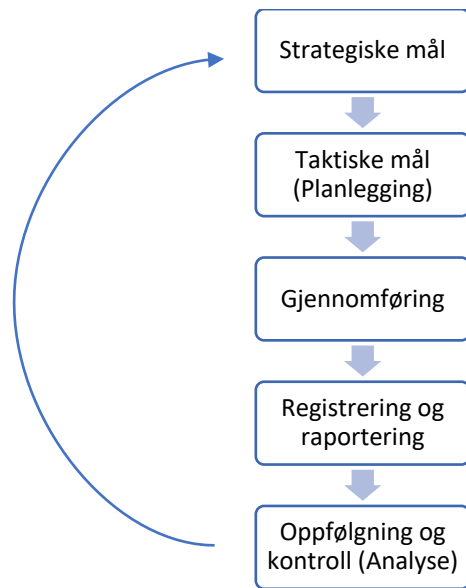 Strategiske mål
Taktiske mål
(Planlegging)
Gjennomføring
Registrering og
raportering
Oppfølgning og
kontroll (Analyse)